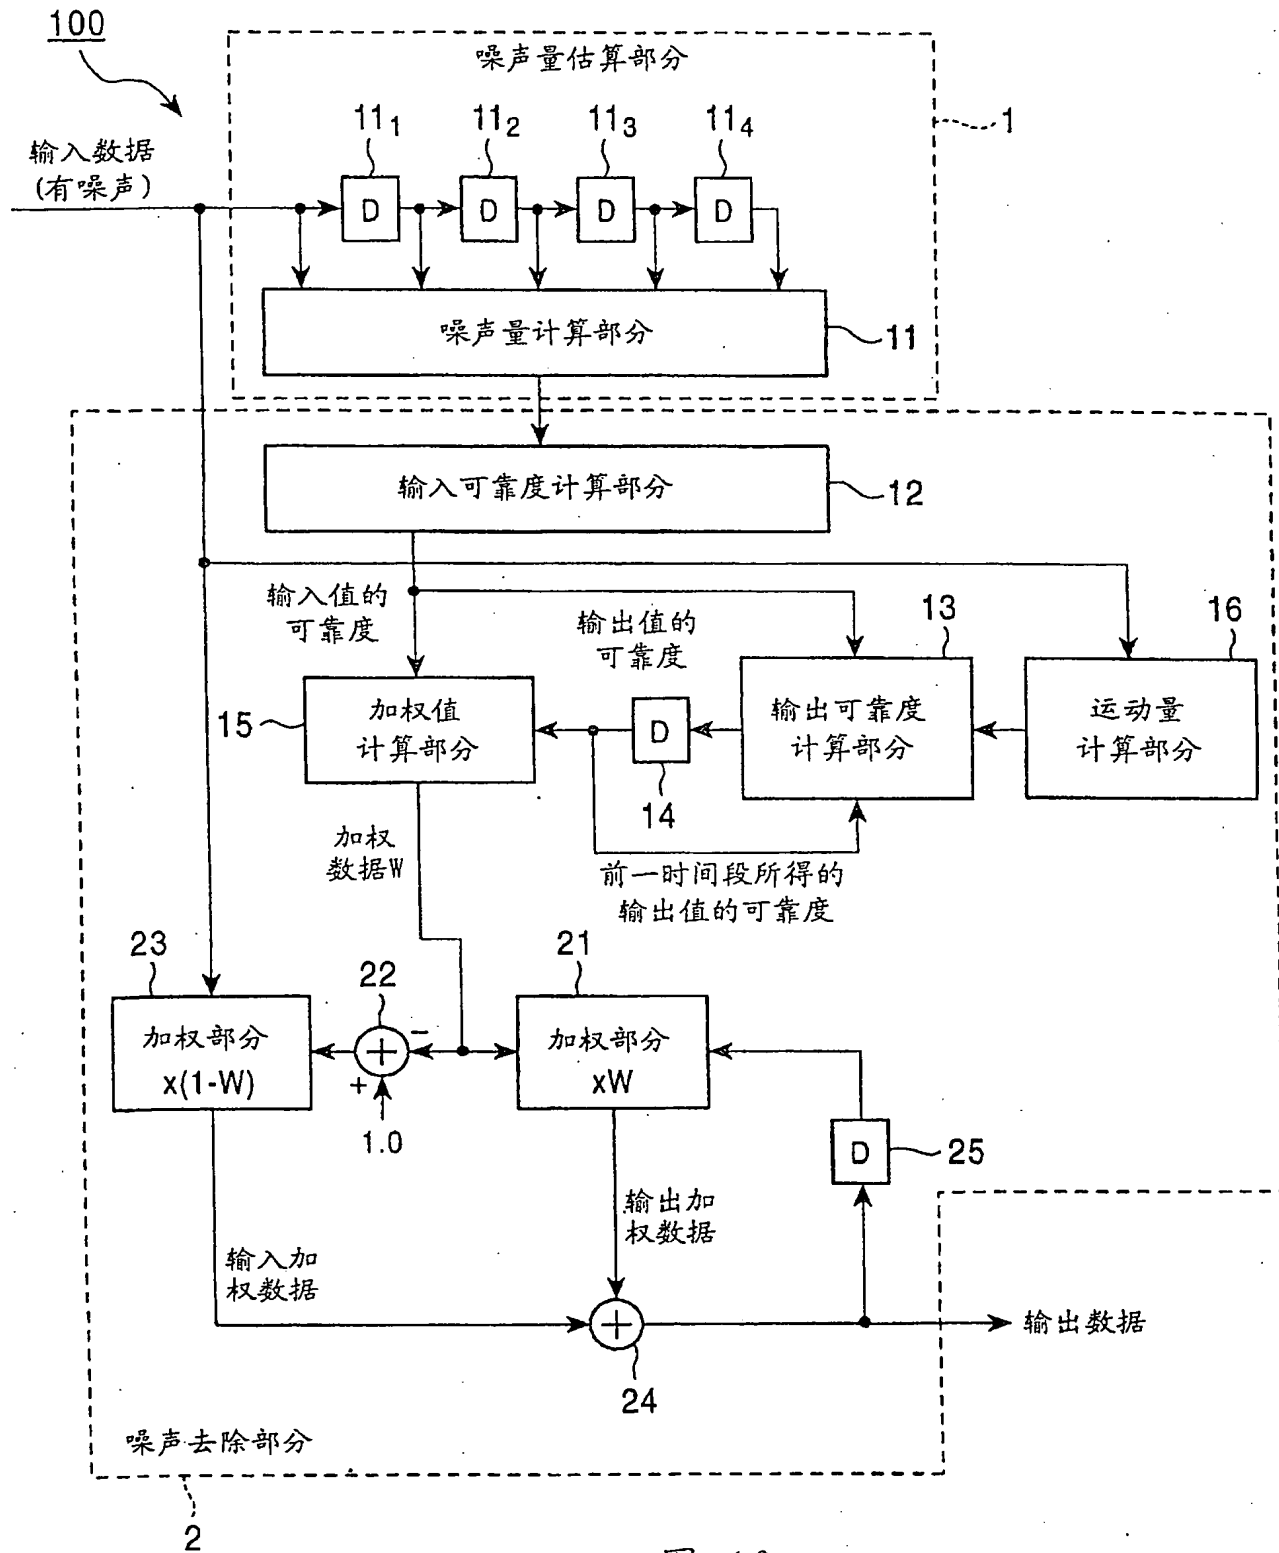 100
噪声量估算部分
1
输入数据
(有噪声)
11₁
11₂
11₃
11₄
D
D
D
D
噪声量计算部分
11
输入可靠度计算部分
12
输入值的
可靠度
输出值的
可靠度
13
16
15
加权值
计算部分
D
14
输出可靠度
计算部分
运动量
计算部分
加权
数据W
前一时间段所得的
输出值的可靠度
23
22
21
加权部分
x(1-W)
+
−
+
1.0
加权部分
xW
D
25
输入加
权数据
输出加
权数据
+
24
输出数据
噪声去除部分
2